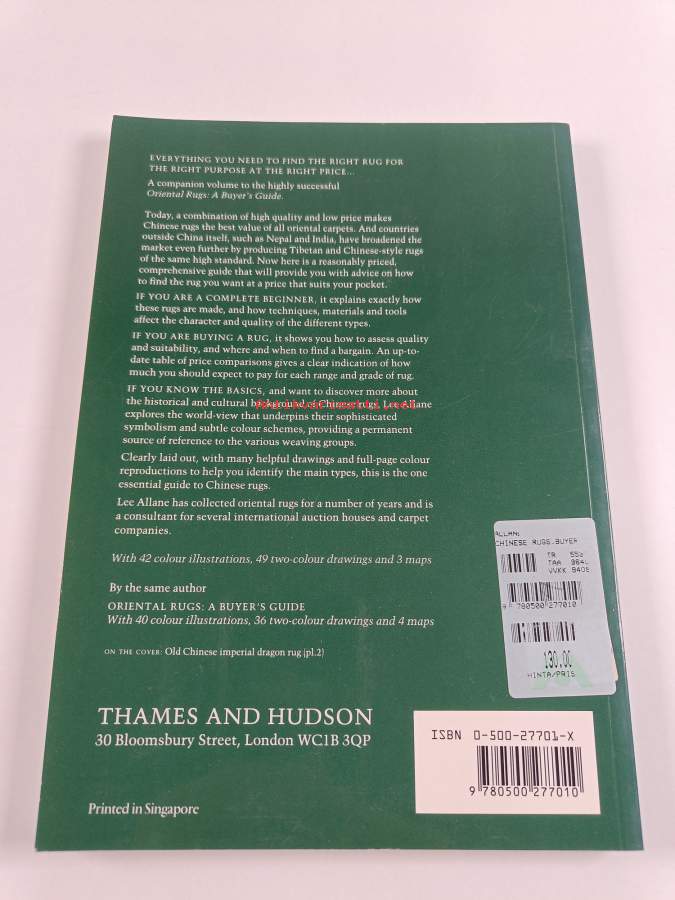 EVERYTHING YOU NEED TO FIND THE RIGHT RUG FOR
THE RIGHT PURPOSE AT THE RIGHT PRICE...
A companion volume to the highly successful
Oriental Rugs: A Buyer's Guide.
Today, a combination of high quality and low price makes
Chinese rugs the best value of all oriental carpets. And countries
outside China itself, such as Nepal and India, have broadened the
market even further by producing Tibetan and Chinese-style rugs
of the same high standard. Now here is a reasonably priced,
comprehensive guide that will provide you with advice on how
to find the rug you want at a price that suits your pocket.
IF YOU ARE A COMPLETE BEGINNER, it explains exactly how
these rugs are made, and how techniques, materials and tools
affect the character and quality of the different types.
IF YOU ARE BUYING A RUG, it shows you how to assess quality
and suitability, and where and when to find a bargain. An up-to-
date table of price comparisons gives a clear indication of how
much you should expect to pay for each range and grade of rug.
IF YOU KNOW THE BASICS, and want to discover more about
the historical and cultural background of Chinese rugs, Lee Allane
explores the world-view that underpins their sophisticated
symbolism and subtle colour schemes, providing a permanent
source of reference to the various weaving groups.
Clearly laid out, with many helpful drawings and full-page colour
reproductions to help you identify the main types, this is the one
essential guide to Chinese rugs.
Lee Allane has collected oriental rugs for a number of years and is
a consultant for several international auction houses and carpet
companies.
With 42 colour illustrations, 49 two-colour drawings and 3 maps
By the same author
ORIENTAL RUGS: A BUYER'S GUIDE
With 40 colour illustrations, 36 two-colour drawings and 4 maps
ON THE COVER: Old Chinese imperial dragon rug (pl.2)
THAMES AND HUDSON
30 Bloomsbury Street, London WC1B 3QP
Printed in Singapore
CHINESE RUGS.BUYER
TR
TAA
VVKK 9408
9 780500 277010
130.00
HINTA/PRIS
ISBN 0-500-27701-X
9 780500 277010